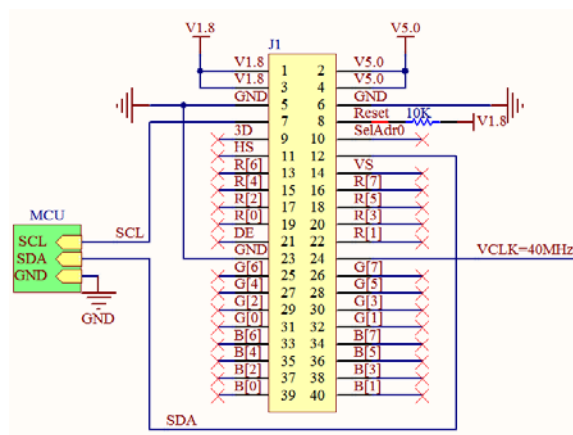 V1.8
V5.0
J1
V1.8 1 2 V5.0
V1.8 3 4 V5.0
GND 5 6 GND
7 8 Reset 10K V1.8
3D 9 10 SelAdr0
HS 11 12
R[6] 13 14 VS
R[4] 15 16 R[7]
R[2] 17 18 R[5]
R[0] 19 20 R[3]
DE 21 22 R[1]
GND 23 24 VCLK=40MHz
G[6] 25 26 G[7]
G[4] 27 28 G[5]
G[2] 29 30 G[3]
G[0] 31 32 G[1]
B[6] 33 34 B[7]
B[4] 35 36 B[5]
B[2] 37 38 B[3]
B[0] 39 40 B[1]
MCU
SCL SCL
SDA
GND
GND
SDA